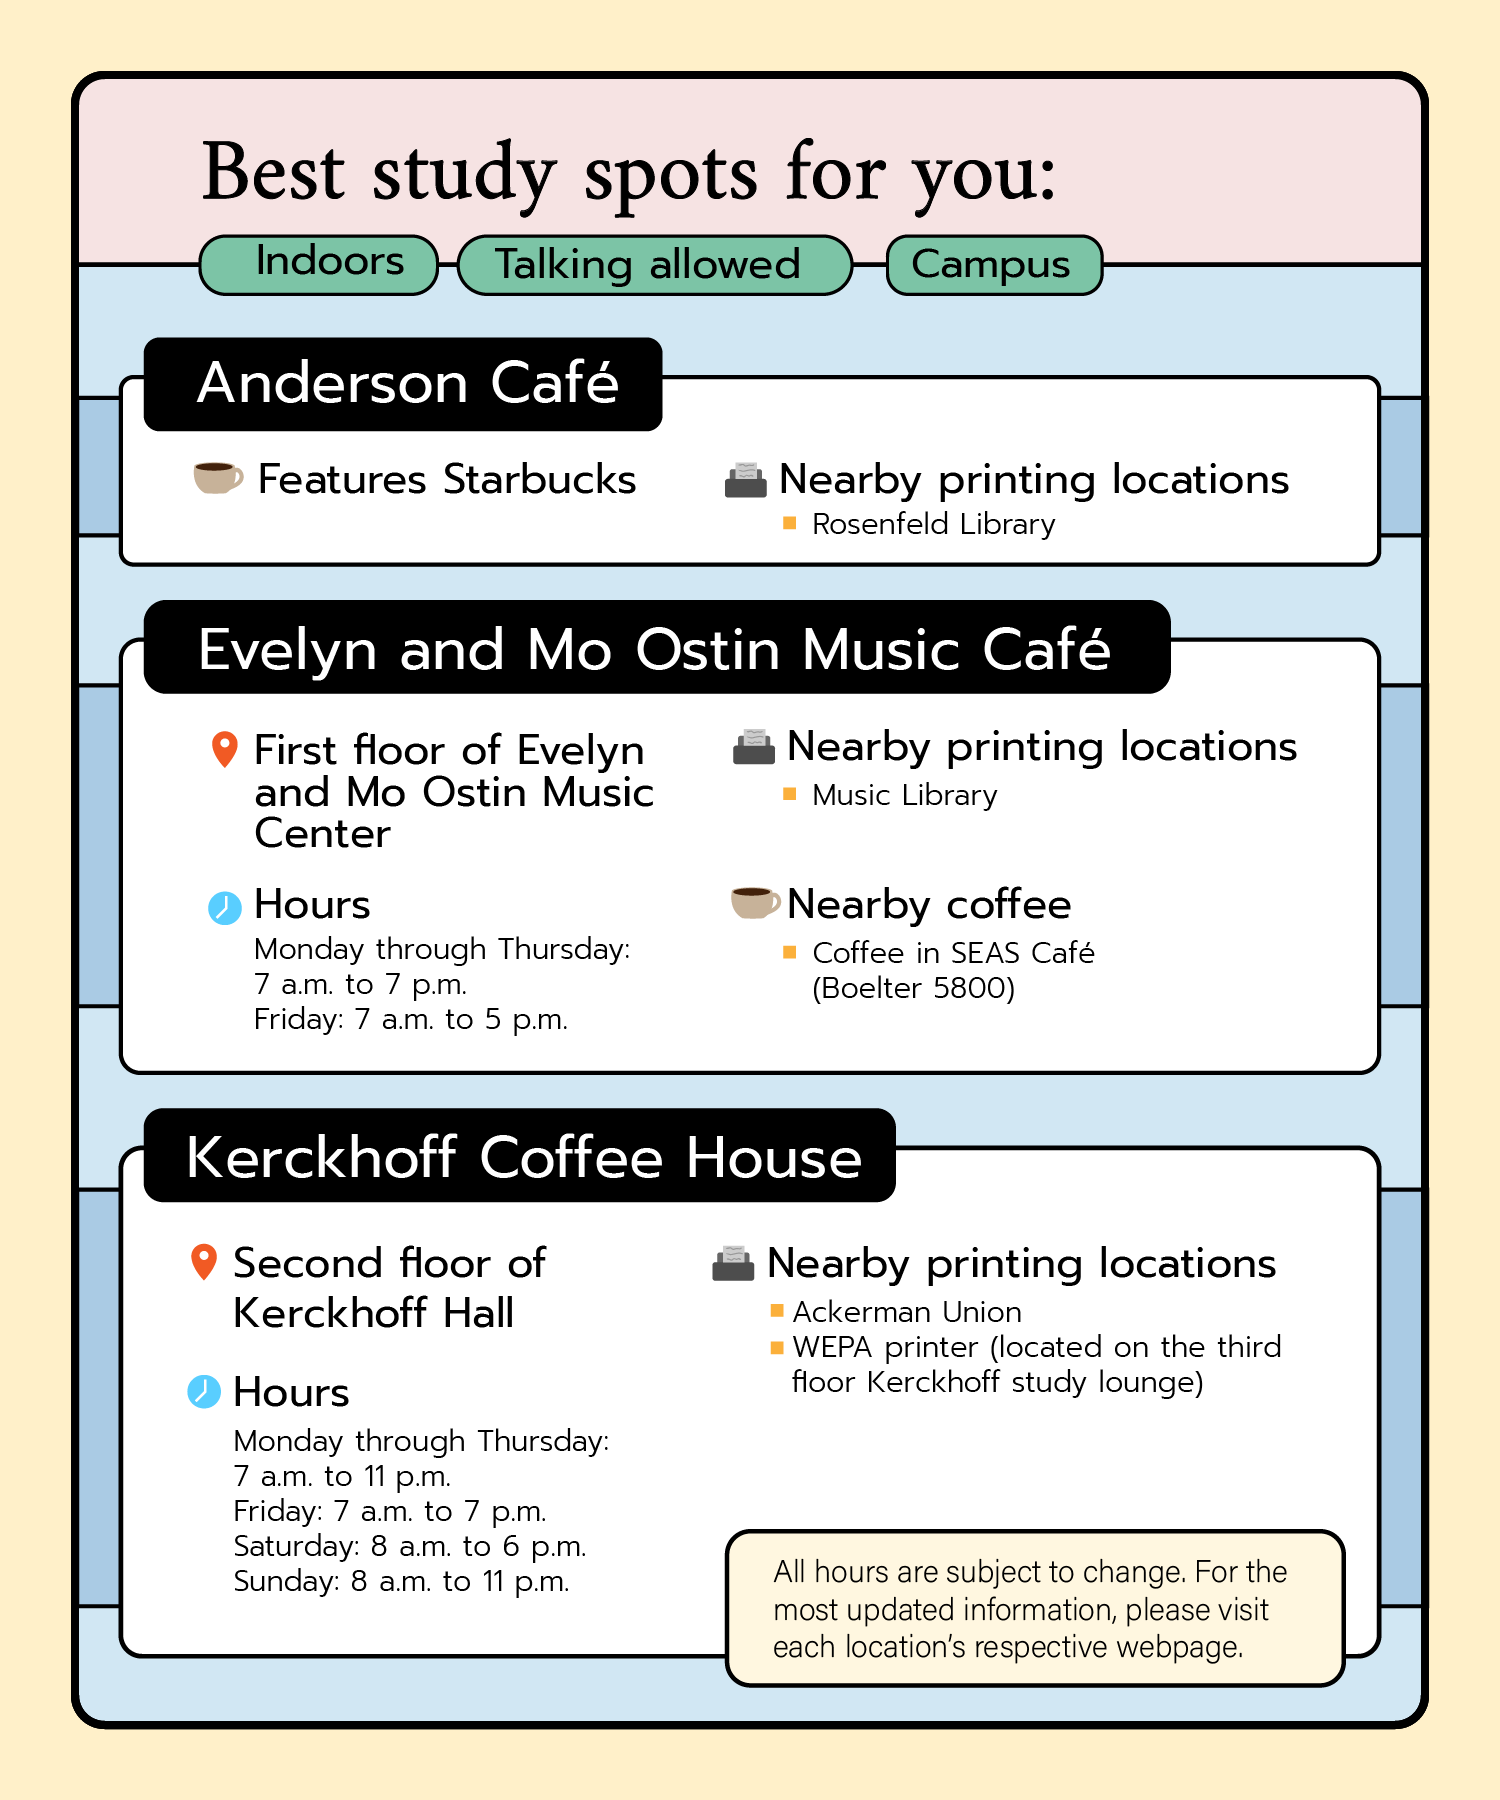 Best study spots for you:
Indoors
Talking allowed
Campus
Anderson Café
Features Starbucks
Nearby printing locations
Rosenfeld Library
Evelyn and Mo Ostin Music Café
First floor of Evelyn
and Mo Ostin Music
Center
Hours
Monday through Thursday:
7 a.m. to 7 p.m.
Friday: 7 a.m. to 5 p.m.
Nearby printing locations
Music Library
Nearby coffee
Coffee in SEAS Café
(Boelter 5800)
Kerckhoff Coffee House
Second floor of
Kerckhoff Hall
Hours
Monday through Thursday:
7 a.m. to 11 p.m.
Friday: 7 a.m. to 7 p.m.
Saturday: 8 a.m. to 6 p.m.
Sunday: 8 a.m. to 11 p.m.
Nearby printing locations
Ackerman Union
WEPA printer (located on the third
floor Kerckhoff study lounge)
All hours are subject to change. For the
most updated information, please visit
each location’s respective webpage.